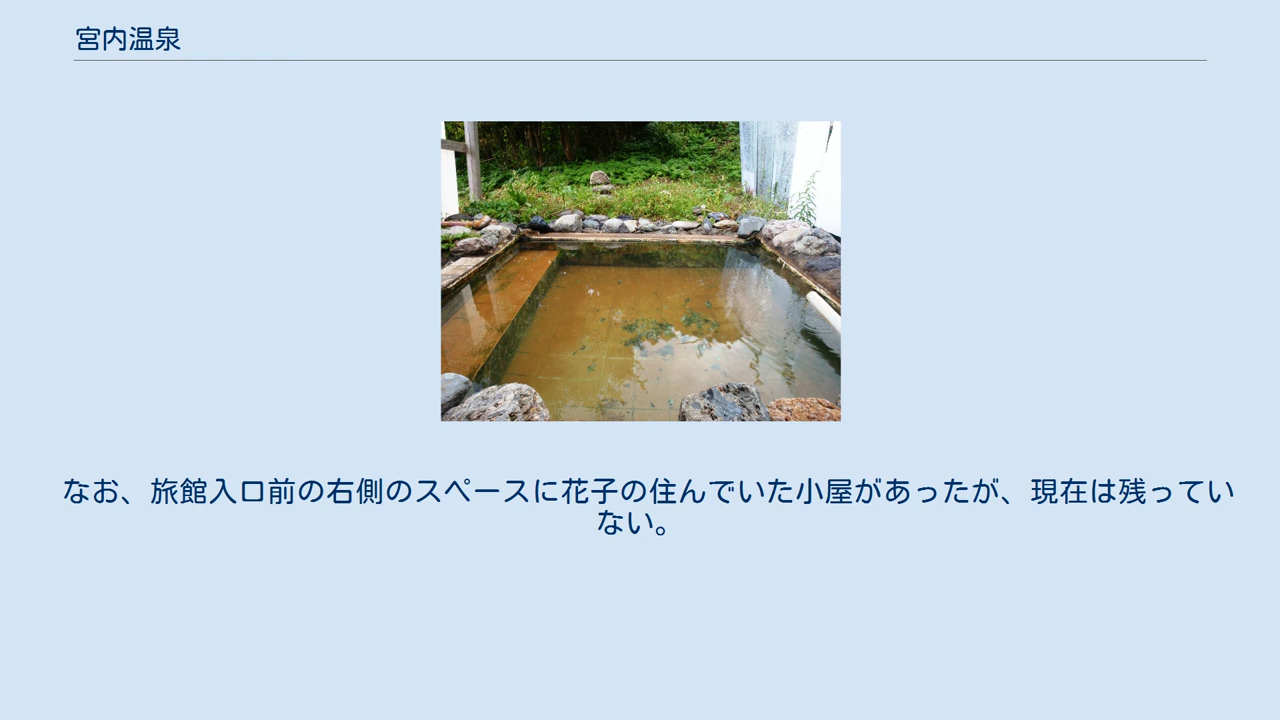 宮内温泉
なお、旅館入口前の右側のスペースに花子の住んでいた小屋があったが、現在は残ってい
ない。